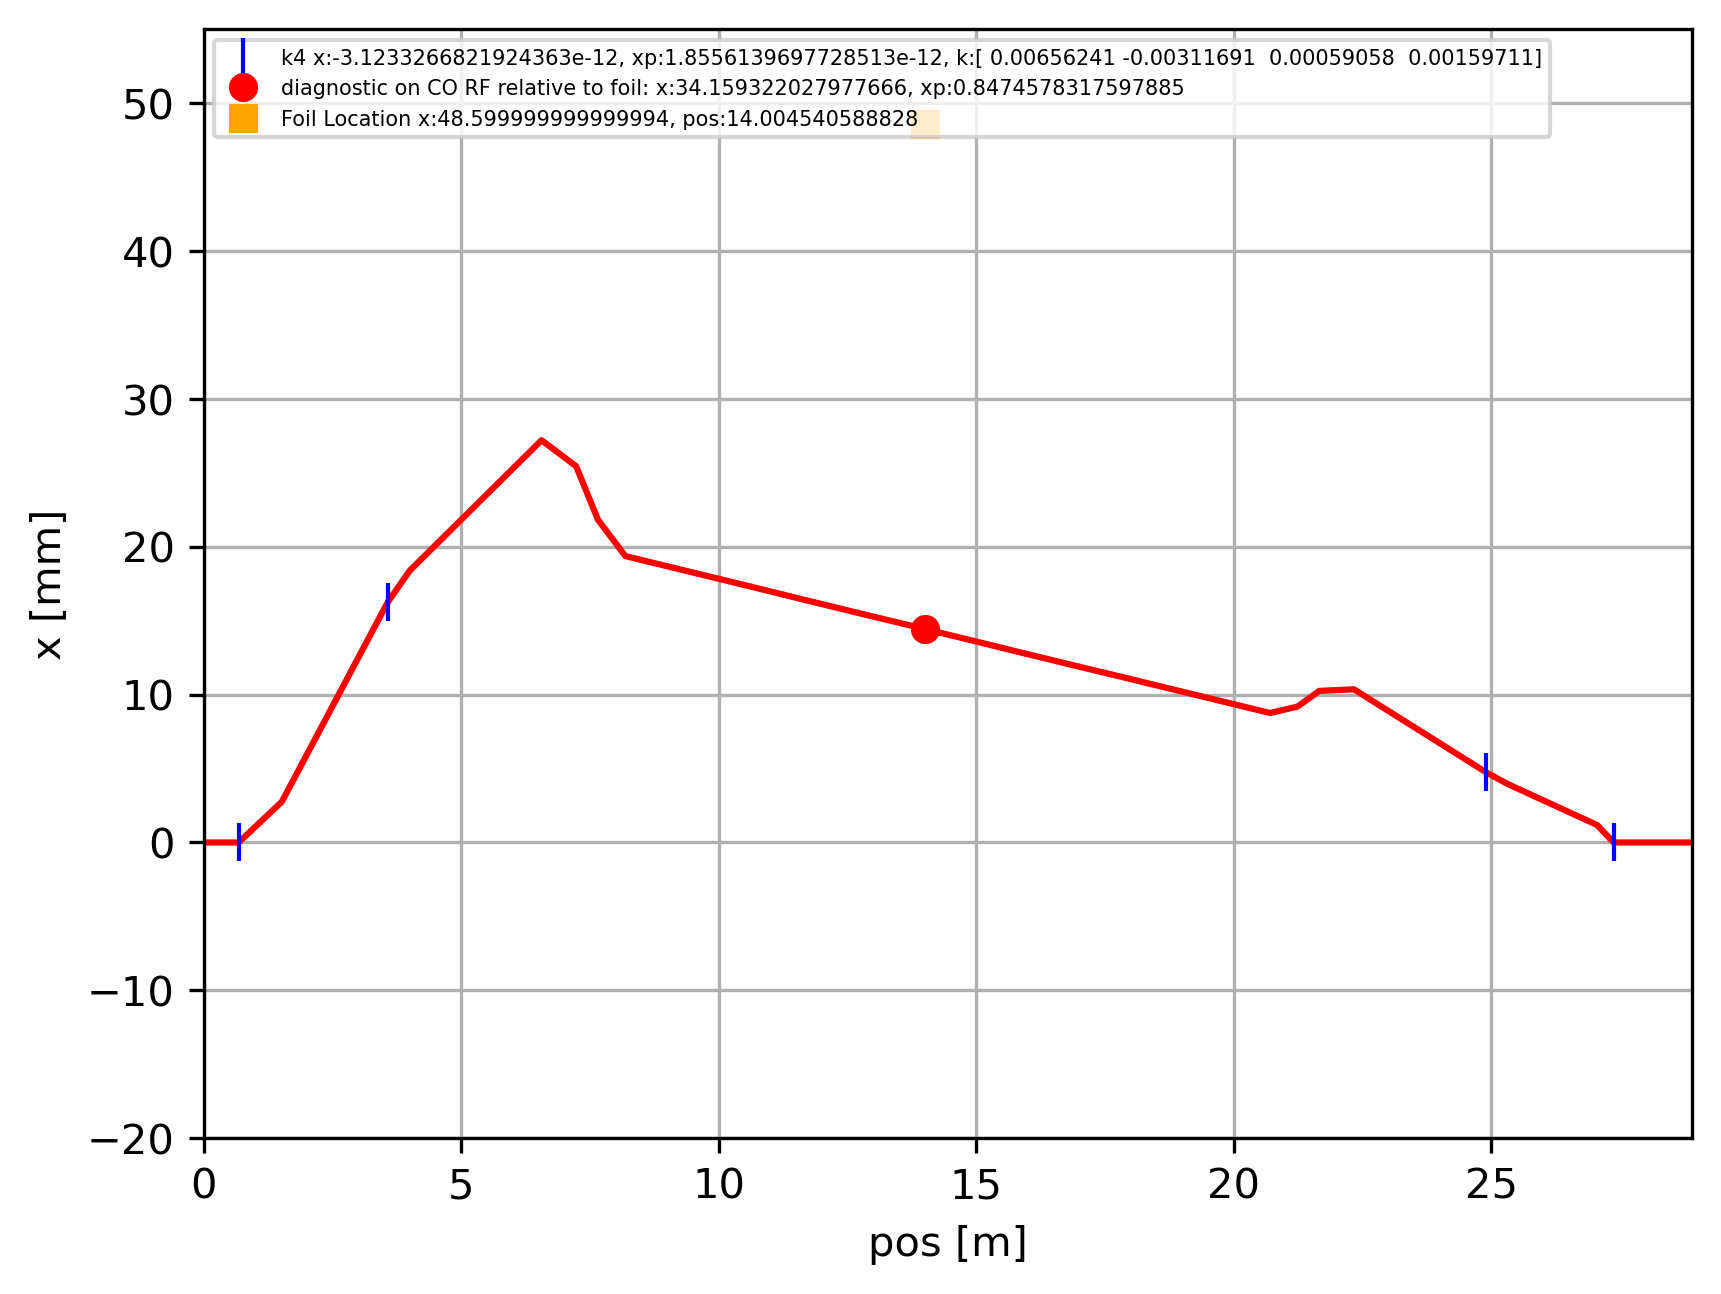 k4 x:-3.1233266821924363e-12, xp:1.8556139697728513e-12, k:[ 0.00656241 -0.00311691  0.00059058  0.00159711]
diagnostic on CO RF relative to foil: x:34.159322027977666, xp:0.8474578317597885
Foil Location x:48.599999999999994, pos:14.004540588828
50
40
30
20
10
0
−10
−20
x [mm]
0 5 10 15 20 25
pos [m]